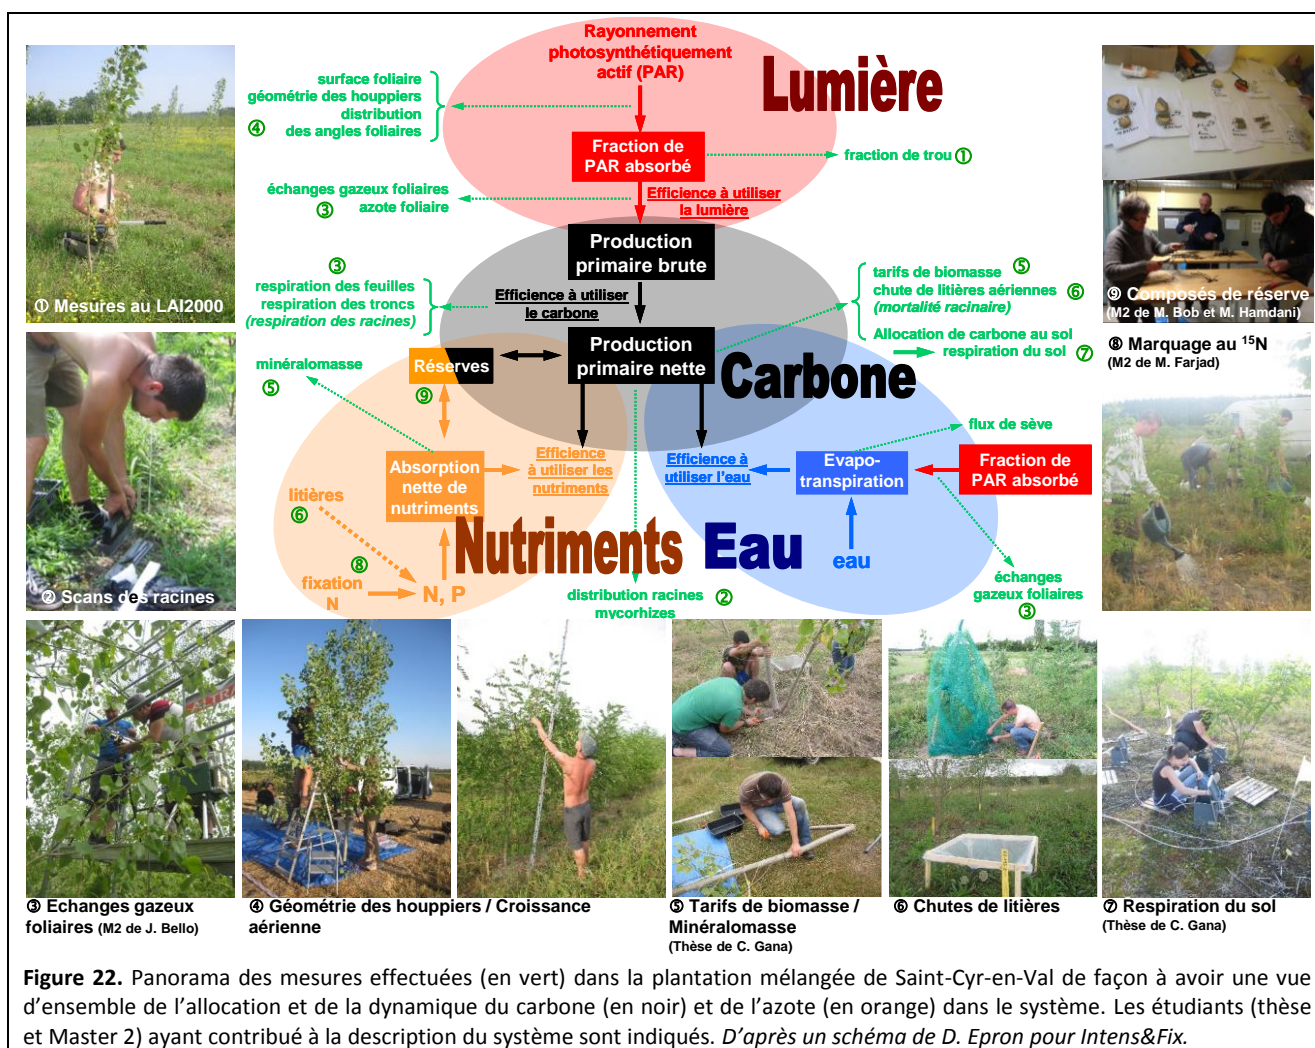 Rayonnement
photosynthétiquement
actif (PAR)
Lumière
surface foliaire
géométrie des houppiers
distribution
④ des angles foliaires
Fraction de
PAR absorbé
fraction de trou ①
échanges gazeux foliaires
③ azote foliaire
Efficience à utiliser
la lumière
Production
primaire brute
③
respiration des feuilles
respiration des troncs
(respiration des racines)
Efficience à utiliser
le carbone
tarifs de biomasse ⑤
chute de litières aériennes ⑥
(mortalité racinaire)
Allocation de carbone au sol
respiration du sol ⑦
① Mesures au LAI2000
⑨ Composés de réserve
(M2 de M. Bob et M. Hamdani)
⑧ Marquage au ¹⁵N
(M2 de M. Farjad)
minéralomasse
⑤
Réserves
⑨
Production
primaire nette
Carbone
flux de sève
Absorption
nette de
nutriments
Efficience
à utiliser les
nutriments
Efficience à
utiliser l'eau
Evapo-
transpiration
Fraction de
PAR absorbé
litières
⑥
⑧
fixation
N
N, P
Nutriments
Eau
eau
échanges
gazeux foliaires
③
distribution racines
mycorhizes ②
② Scans des racines
③ Echanges gazeux
foliaires (M2 de J. Bello)
④ Géométrie des houppiers / Croissance
aérienne
⑤ Tarifs de biomasse /
Minéralomasse
(Thèse de C. Gana)
⑥ Chutes de litières
⑦ Respiration du sol
(Thèse de C. Gana)
Figure 22. Panorama des mesures effectuées (en vert) dans la plantation mélangée de Saint-Cyr-en-Val de façon à avoir une vue
d'ensemble de l'allocation et de la dynamique du carbone (en noir) et de l'azote (en orange) dans le système. Les étudiants (thèse
et Master 2) ayant contribué à la description du système sont indiqués. D'après un schéma de D. Epron pour Intens&Fix.